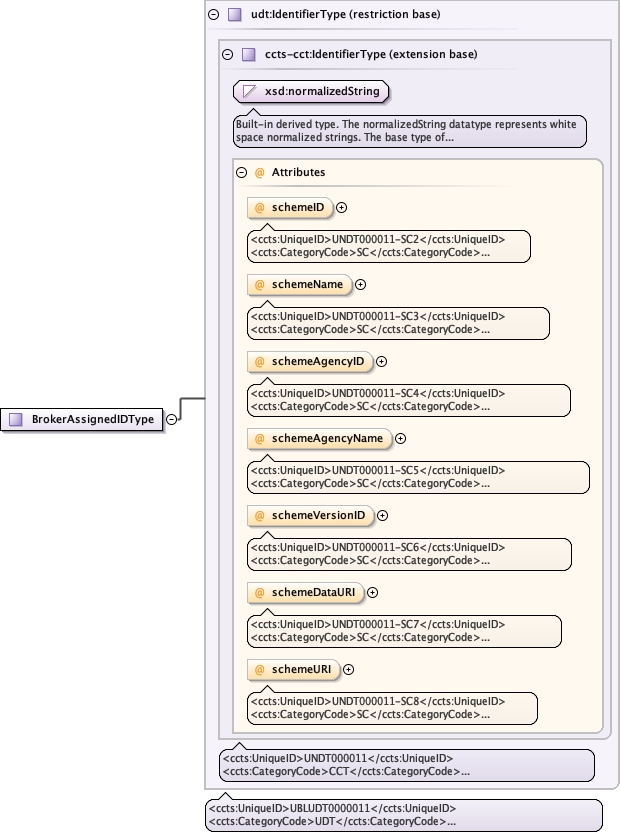 udt:IdentifierType (restriction base)
ccts-cct:IdentifierType (extension base)
xsd:normalizedString
Built-in derived type. The normalizedString datatype represents white
space normalized strings. The base type of...
@ Attributes
@ schemeID
<ccts:UniqueID>UNDT000011-SC2</ccts:UniqueID>
<ccts:CategoryCode>SC</ccts:CategoryCode>...
@ schemeName
<ccts:UniqueID>UNDT000011-SC3</ccts:UniqueID>
<ccts:CategoryCode>SC</ccts:CategoryCode>...
@ schemeAgencyID
<ccts:UniqueID>UNDT000011-SC4</ccts:UniqueID>
<ccts:CategoryCode>SC</ccts:CategoryCode>...
@ schemeAgencyName
<ccts:UniqueID>UNDT000011-SC5</ccts:UniqueID>
<ccts:CategoryCode>SC</ccts:CategoryCode>...
@ schemeVersionID
<ccts:UniqueID>UNDT000011-SC6</ccts:UniqueID>
<ccts:CategoryCode>SC</ccts:CategoryCode>...
@ schemeDataURI
<ccts:UniqueID>UNDT000011-SC7</ccts:UniqueID>
<ccts:CategoryCode>SC</ccts:CategoryCode>...
@ schemeURI
<ccts:UniqueID>UNDT000011-SC8</ccts:UniqueID>
<ccts:CategoryCode>SC</ccts:CategoryCode>...
<ccts:UniqueID>UNDT000011</ccts:UniqueID>
<ccts:CategoryCode>CCT</ccts:CategoryCode>...
<ccts:UniqueID>UBLUDT0000011</ccts:UniqueID>
<ccts:CategoryCode>UDT</ccts:CategoryCode>...
BrokerAssignedIDType